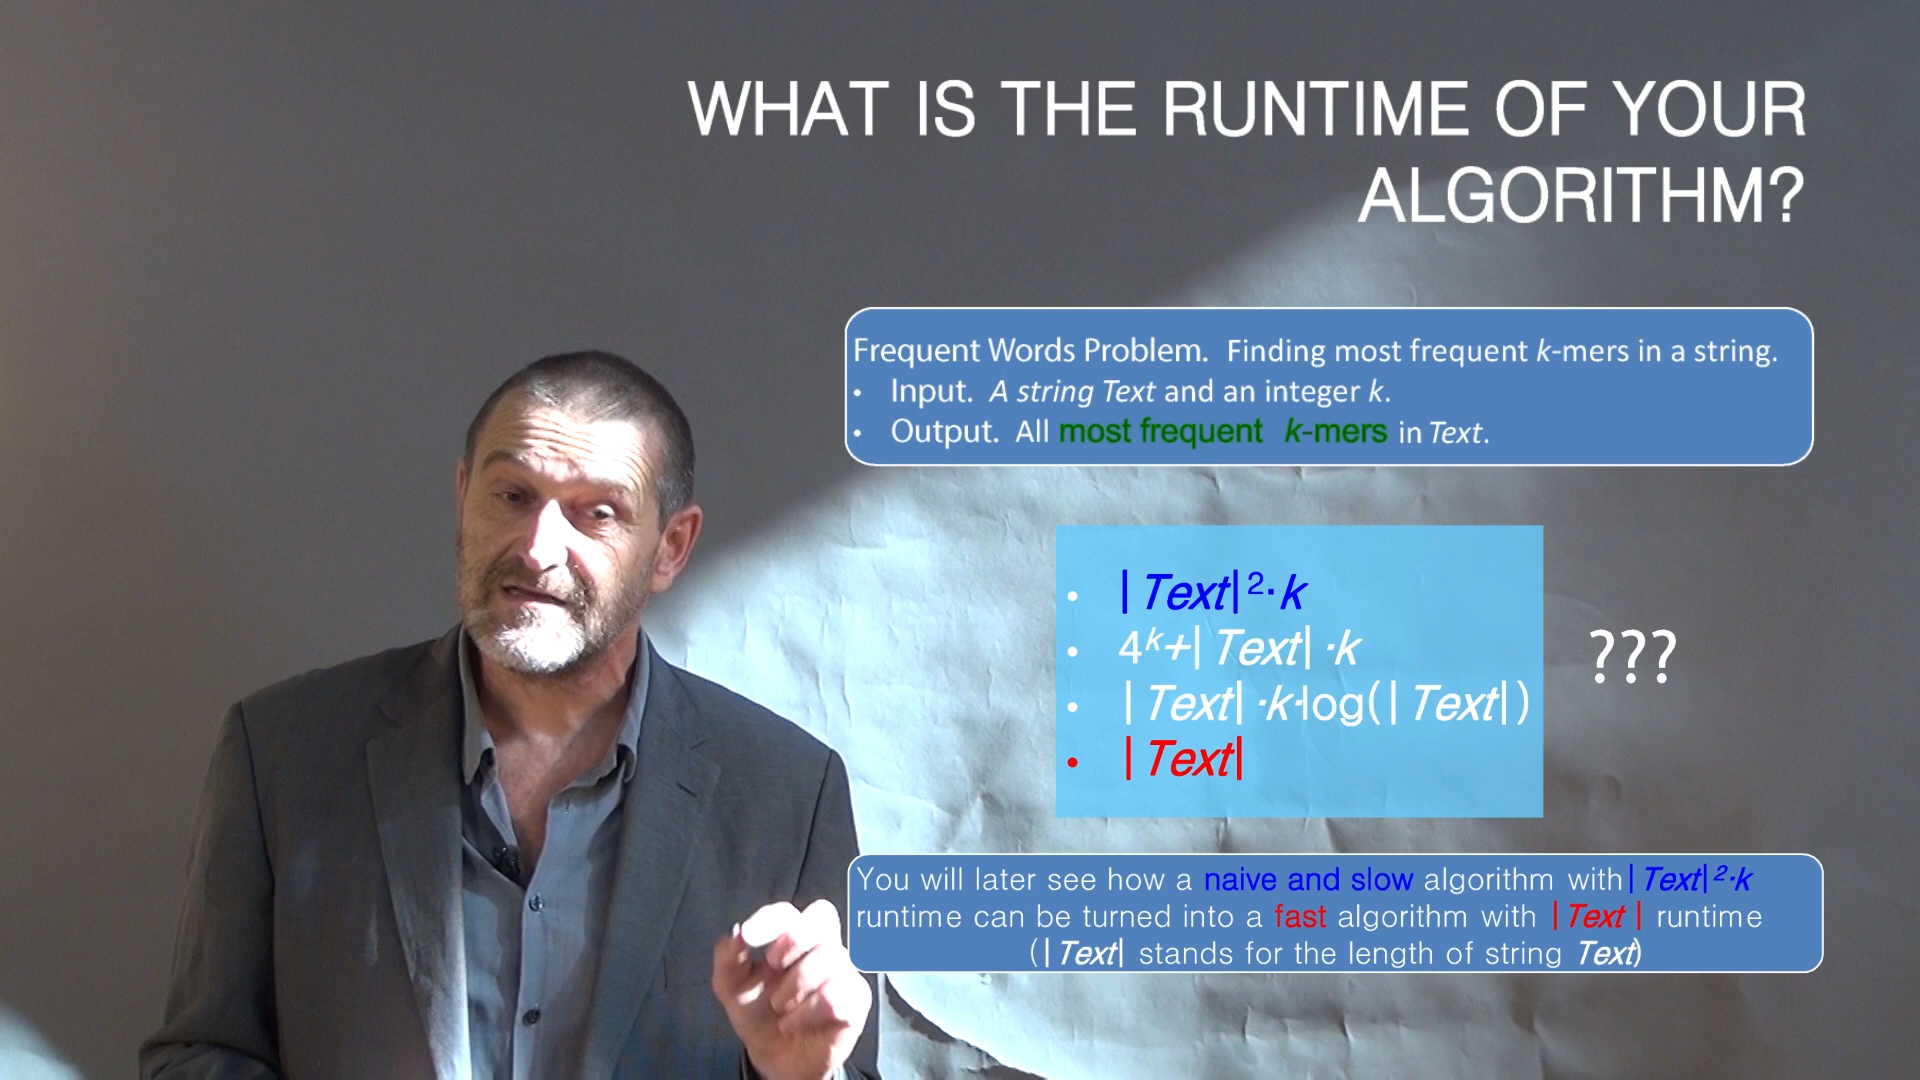 WHAT IS THE RUNTIME OF YOUR
ALGORITHM?
Frequent Words Problem. Finding most frequent k-mers in a string.
• Input. A string Text and an integer k.
• Output. All most frequent k-mers in Text.
• |Text|²·k
• 4ᵏ+|Text|·k
• |Text|·k·log(|Text|)
• |Text|
???
You will later see how a naive and slow algorithm with |Text|²·k
runtime can be turned into a fast algorithm with |Text| runtime
(|Text| stands for the length of string Text)